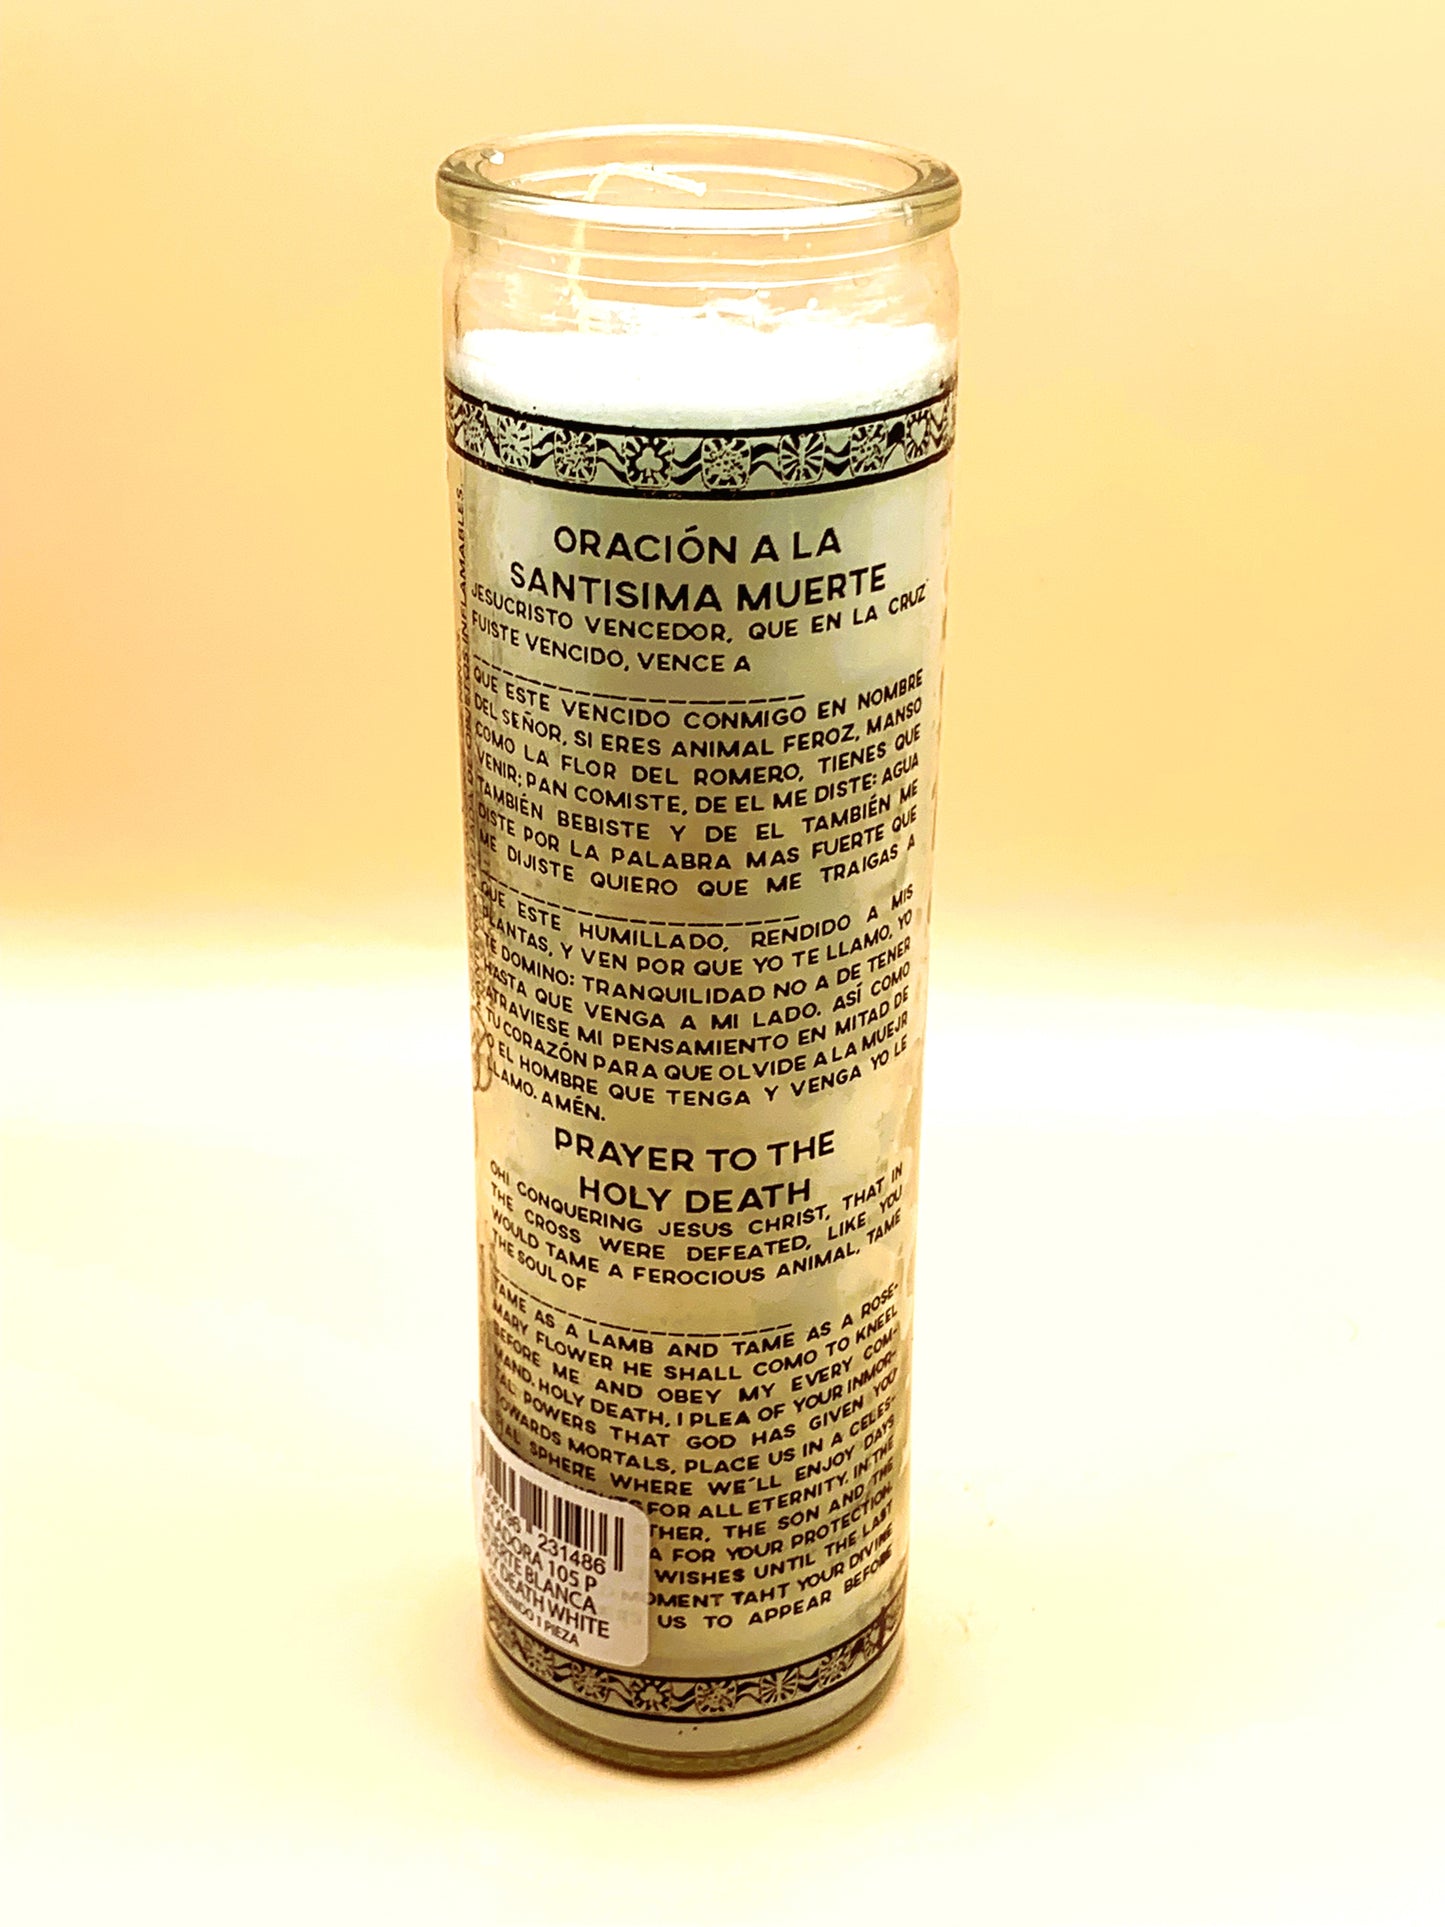 ORACIÓN A LA
SANTISIMA MUERTE
JESUCRISTO VENCEDOR, QUE EN LA CRUZ
FUISTE VENCIDO, VENCE A
QUE ESTE VENCIDO CONMIGO EN NOMBRE
DEL SEÑOR, SI ERES ANIMAL FEROZ, MANSO
COMO LA FLOR DEL ROMERO, TIENES QUE
VENIR; PAN COMISTE, DE EL ME DISTE: AGUA
TAMBIÉN BEBISTE Y DE EL TAMBIÉN ME
DISTE POR LA PALABRA MAS FUERTE QUE
ME DIJISTE QUIERO QUE ME TRAIGAS A
QUE ESTE HUMILLADO, RENDIDO A MIS
PLANTAS, Y VEN POR QUE YO TE LLAMO, YO
TE DOMINO: TRANQUILIDAD NO A DE TENER
HASTA QUE VENGA A MI LADO. ASÍ COMO
ATRAVIESE MI PENSAMIENTO EN MITAD DE
TU CORAZÓN PARA QUE OLVIDE A LA MUEJR
O EL HOMBRE QUE TENGA Y VENGA YO LE
LLAMO. AMÉN.
PRAYER TO THE
HOLY DEATH
OH! CONQUERING JESUS CHRIST, THAT IN
THE CROSS WERE DEFEATED, LIKE YOU
WOULD TAME A FEROCIOUS ANIMAL, TAME
THE SOUL OF
TAME AS A LAMB AND TAME AS A ROSE-
MARY FLOWER HE SHALL COMO TO KNEEL
BEFORE ME AND OBEY MY EVERY COM-
MAND. HOLY DEATH, I PLEA OF YOUR INMOR-
TAL POWERS THAT GOD HAS GIVEN YOU
TOWARDS MORTALS, PLACE US IN A CELES-
TIAL SPHERE WHERE WE´LL ENJOY DAYS
FOR ALL ETERNITY. IN THE
THER, THE SON AND THE
A FOR YOUR PROTECTION.
WISHES UNTIL THE LAST
MOMENT TAHT YOUR DIVINE
US TO APPEAR BEFORE
231486
105 P
MUERTE BLANCA
DEATH WHITE
CONTENIDO 1 PIEZA
INFLAMABLES.